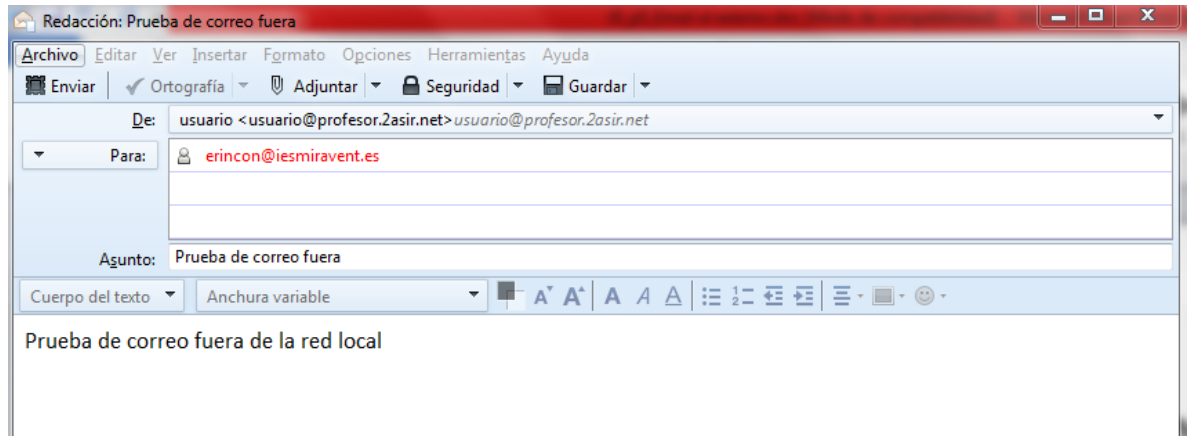 Redacción: Prueba de correo fuera
Archivo Editar Ver Insertar Formato Opciones Herramientas Ayuda
Enviar Ortografía Adjuntar Seguridad Guardar
De: usuario <usuario@profesor.2asir.net> usuario@profesor.2asir.net
Para: erincon@iesmiravent.es
Asunto: Prueba de correo fuera
Cuerpo del texto Anchura variable
Prueba de correo fuera de la red local